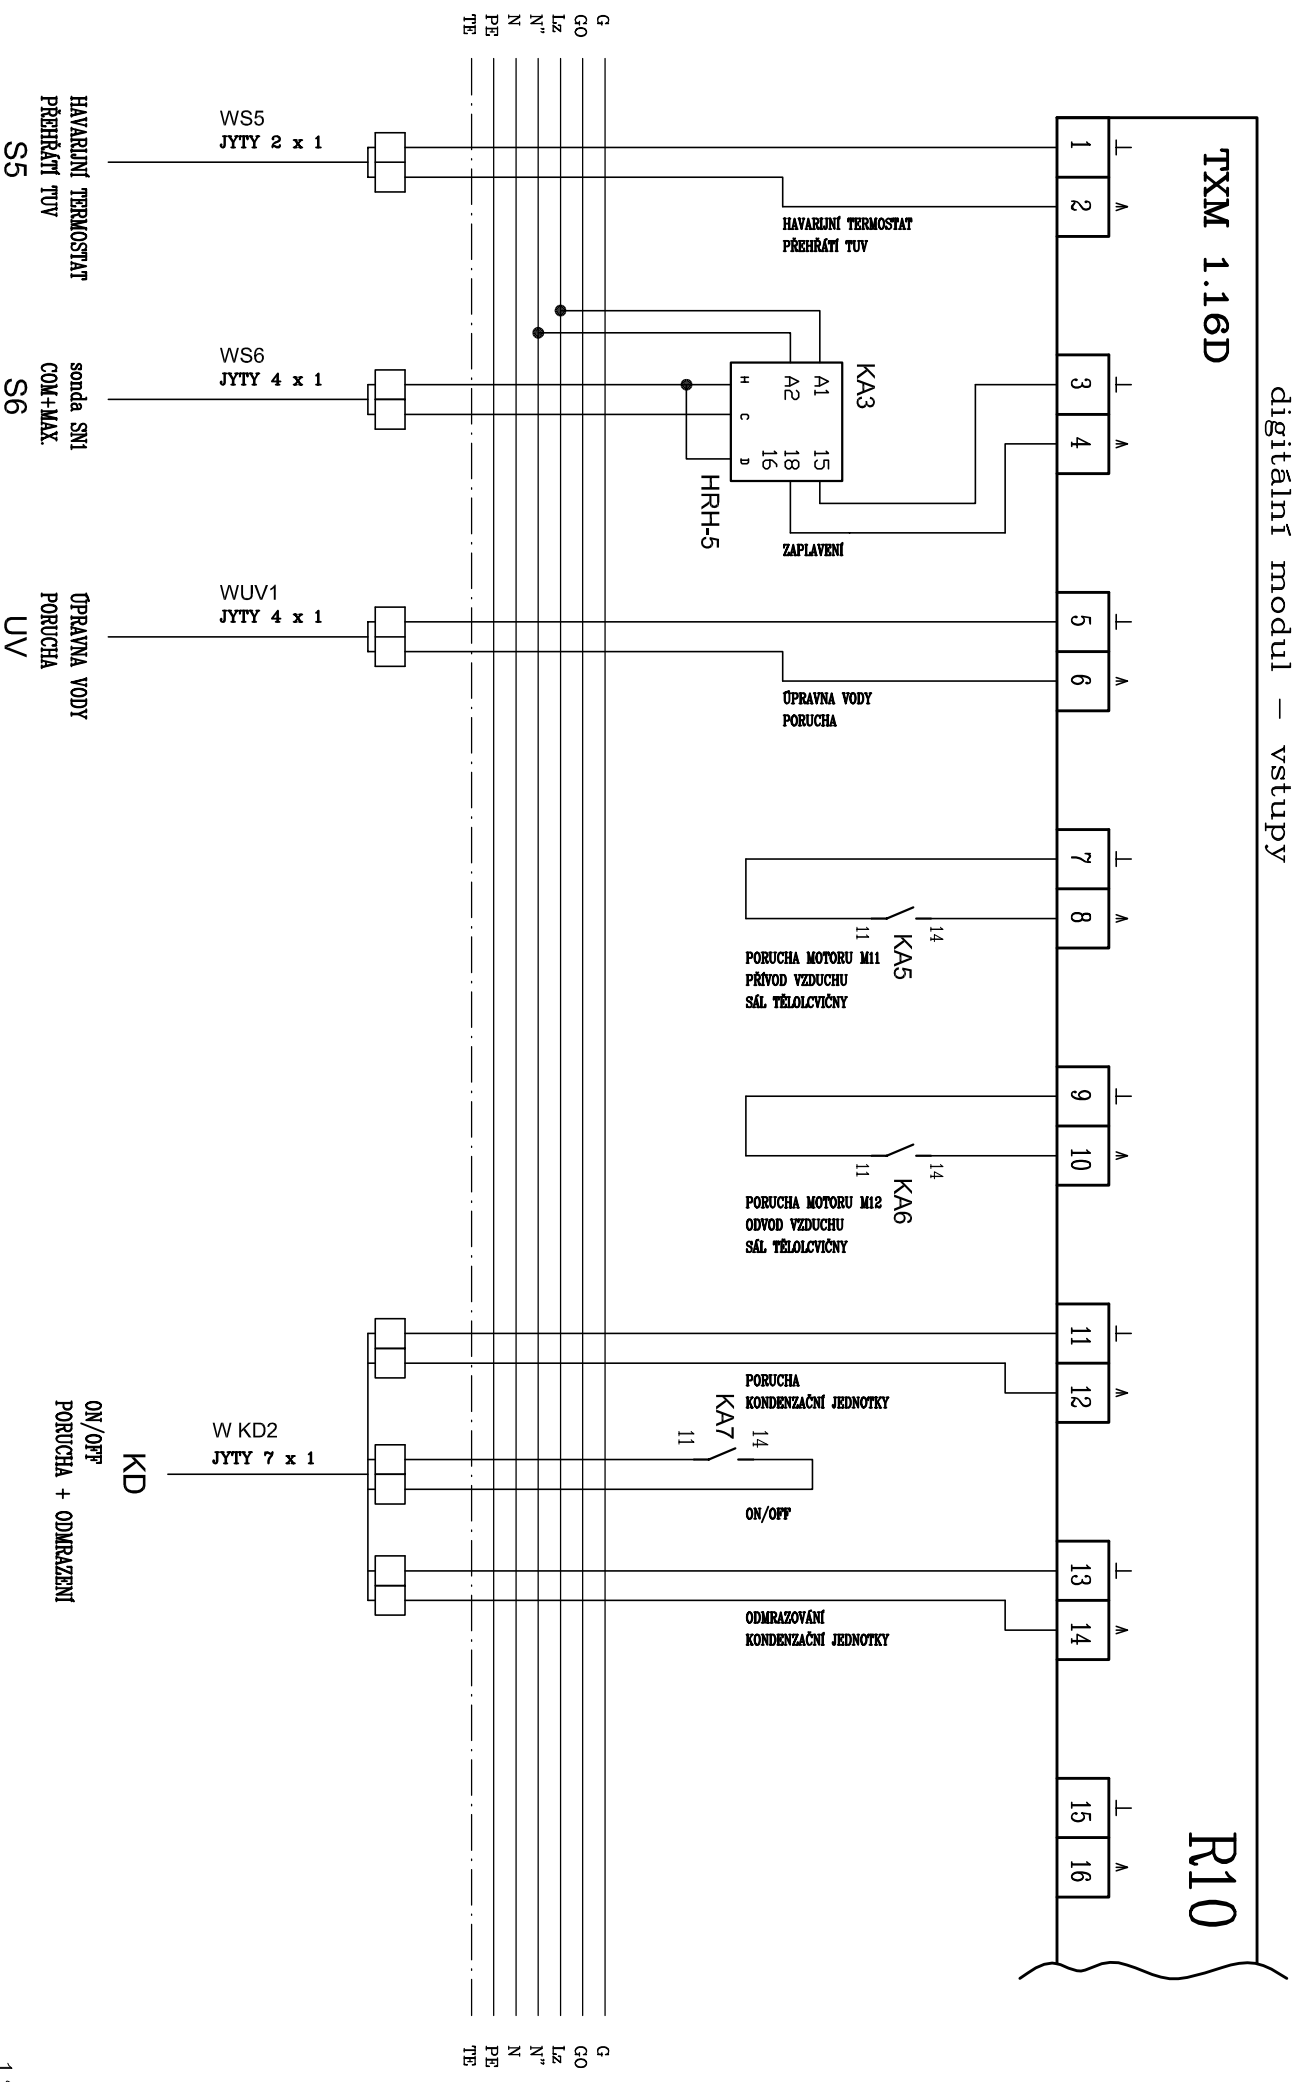 digitální modul – vstupy
TXM 1.16D
R10
1
2
3
4
5
6
7
8
9
10
11
12
13
14
15
16
HAVARIJNÍ TERMOSTAT
PŘEHŘÁTÍ TUV
KA3
A1
A2
15
18
16
H
C
D
HRH-5
ZAPLAVENÍ
ÚPRAVNA VODY
PORUCHA
14
11
KA5
PORUCHA MOTORU M11
PŘÍVOD VZDUCHU
SÁL TĚLOLCVIČNY
14
11
KA6
PORUCHA MOTORU M12
ODVOD VZDUCHU
SÁL TĚLOLCVIČNY
PORUCHA
KONDENZAČNÍ JEDNOTKY
KA7
14
11
ON/OFF
ODMRAZOVÁNÍ
KONDENZAČNÍ JEDNOTKY
G
GO
Lz
N"
N
PE
TE
G
GO
Lz
N"
N
PE
TE
WS5
JYTY 2 x 1
WS6
JYTY 4 x 1
WUV1
JYTY 4 x 1
W KD2
JYTY 7 x 1
HAVARIJNÍ TERMOSTAT
PŘEHŘÁTÍ TUV
S5
sonda SN1
COM+MAX.
S6
ÚPRAVNA VODY
PORUCHA
UV
KD
ON/OFF
PORUCHA + ODMRAZENÍ